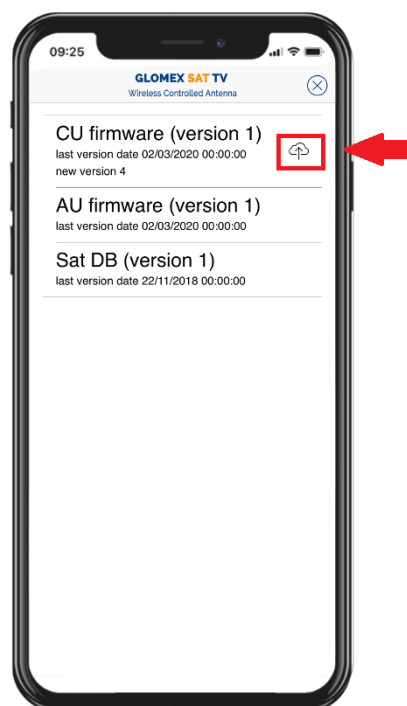 09:25
GLOMEX SAT TV
Wireless Controlled Antenna
CU firmware (version 1)
last version date 02/03/2020 00:00:00
new version 4
AU firmware (version 1)
last version date 02/03/2020 00:00:00
Sat DB (version 1)
last version date 22/11/2018 00:00:00